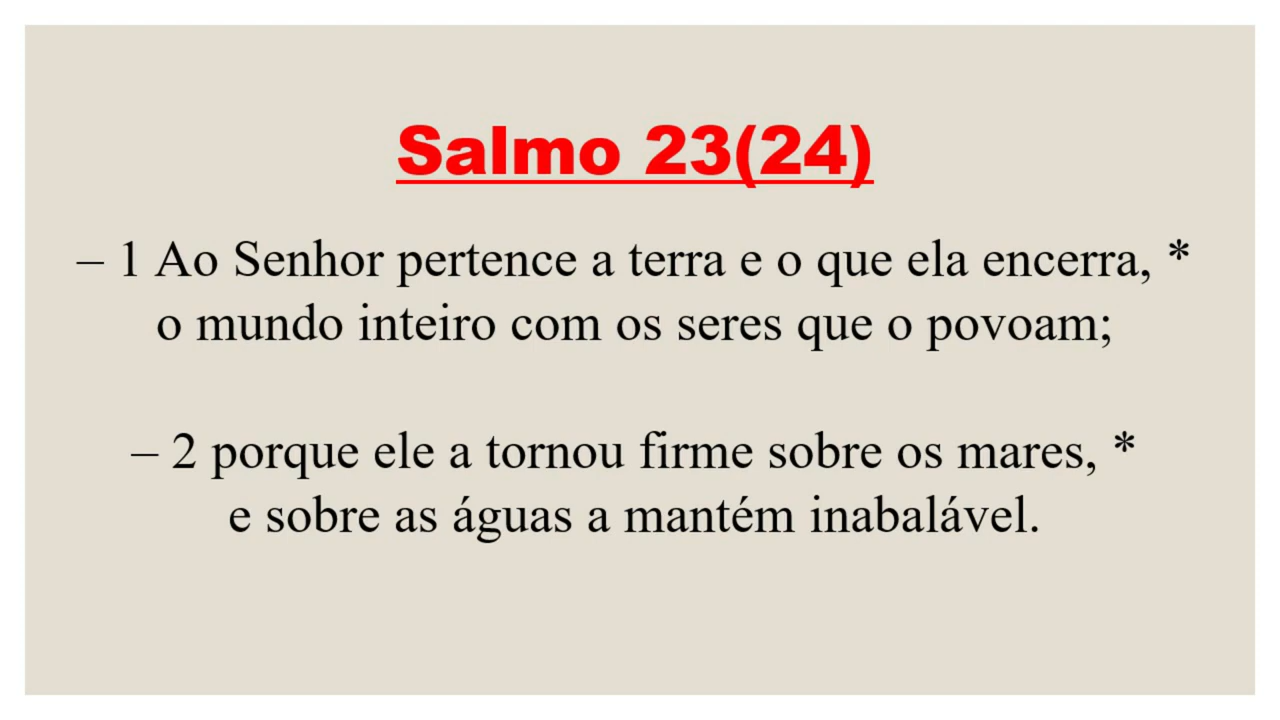 Salmo 23(24)
– 1 Ao Senhor pertence a terra e o que ela encerra, *
o mundo inteiro com os seres que o povoam;
– 2 porque ele a tornou firme sobre os mares, *
e sobre as águas a mantém inabalável.